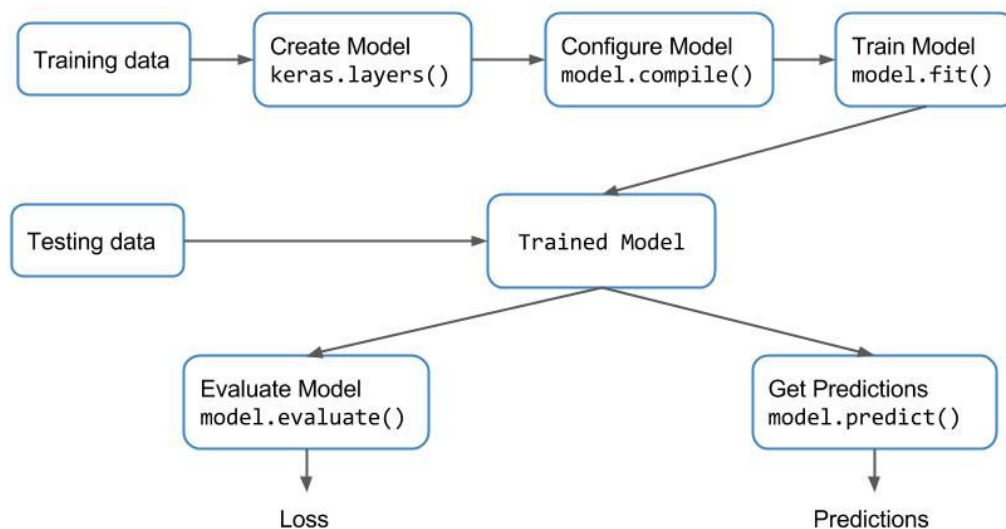 Training data
Create Model
keras.layers()
Configure Model
model.compile()
Train Model
model.fit()
Testing data
Trained Model
Evaluate Model
model.evaluate()
Get Predictions
model.predict()
Loss
Predictions